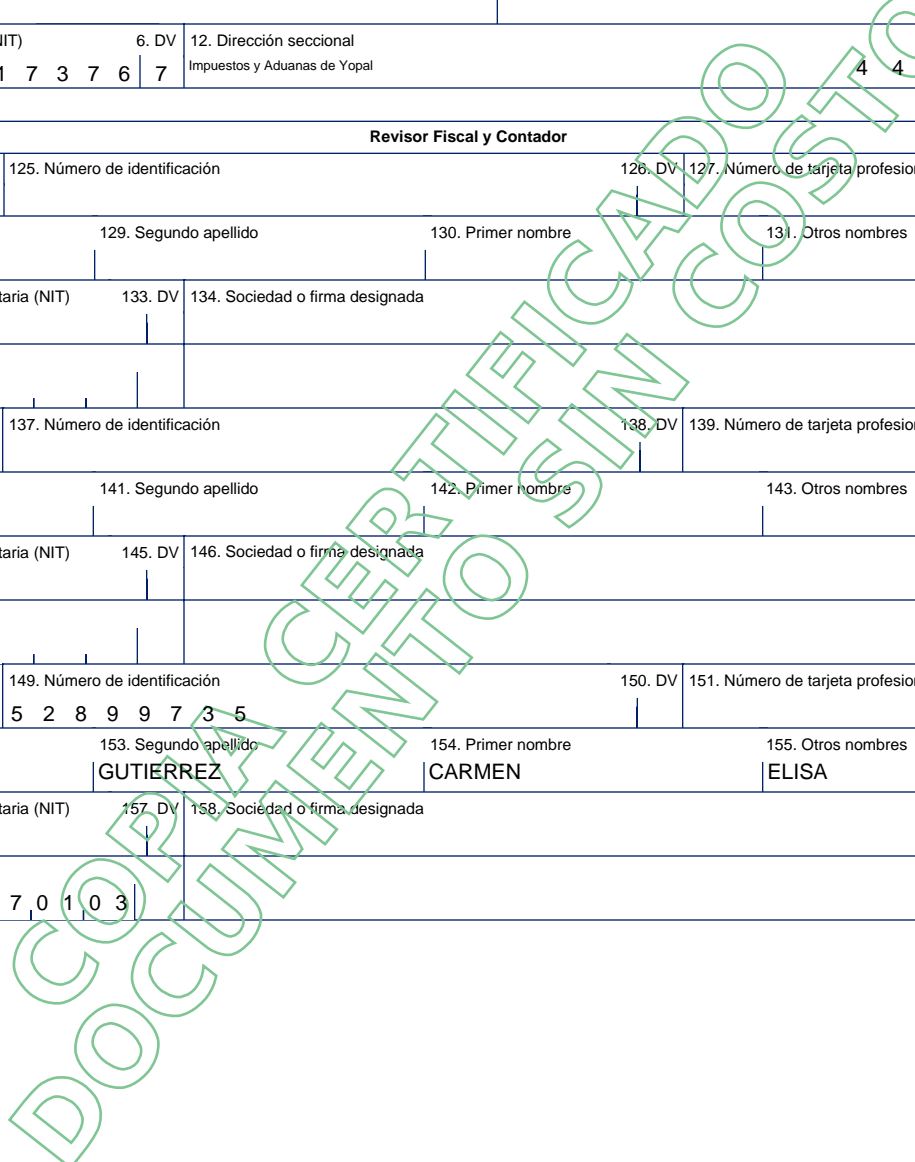 NIT) 6. DV 12. Dirección seccional
1 7 3 7 6 7 Impuestos y Aduanas de Yopal 4 4
Revisor Fiscal y Contador
125. Número de identificación 126. DV 127. Número de tarjeta profesion
129. Segundo apellido 130. Primer nombre 131. Otros nombres
taria (NIT) 133. DV 134. Sociedad o firma designada
137. Número de identificación 138. DV 139. Número de tarjeta profesion
141. Segundo apellido 142. Primer nombre 143. Otros nombres
taria (NIT) 145. DV 146. Sociedad o firma designada
149. Número de identificación 150. DV 151. Número de tarjeta profesion
5 2 8 9 9 7 3 5
153. Segundo apellido 154. Primer nombre 155. Otros nombres
GUTIERREZ CARMEN ELISA
taria (NIT) 157. DV 158. Sociedad o firma designada
7 0 1 0 3
COPIA CERTIFICADO
DOCUMENTO SIN COSTO